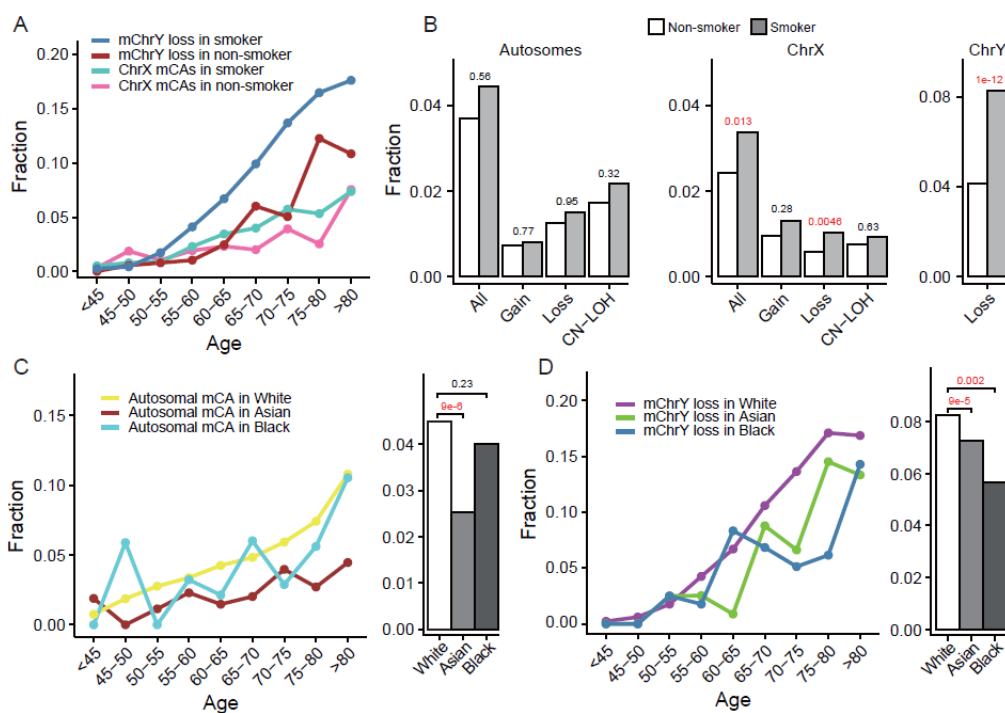 A
mChrY loss in smoker
mChrY loss in non-smoker
ChrX mCAs in smoker
ChrX mCAs in non-smoker
0.20
0.15
0.10
0.05
0.00
Fraction
<45
45-50
50-55
55-60
60-65
65-70
70-75
75-80
>80
Age
B
Non-smoker
Smoker
Autosomes
0.04
0.02
0.00
Fraction
0.56
0.77
0.95
0.32
All
Gain
Loss
CN-LOH
ChrX
0.04
0.02
0.00
0.013
0.28
0.0046
0.63
All
Gain
Loss
CN-LOH
ChrY
0.08
0.04
0.00
1e-12
Loss
C
Autosomal mCA in White
Autosomal mCA in Asian
Autosomal mCA in Black
0.15
0.10
0.05
0.00
Fraction
<45
45-50
50-55
55-60
60-65
65-70
70-75
75-80
>80
Age
0.23
9e-6
0.04
0.03
0.02
0.01
0.00
White
Asian
Black
D
mChrY loss in White
mChrY loss in Asian
mChrY loss in Black
0.20
0.15
0.10
0.05
0.00
Fraction
<45
45-50
50-55
55-60
60-65
65-70
70-75
75-80
>80
Age
0.002
9e-5
0.08
0.06
0.04
0.02
0.00
White
Asian
Black